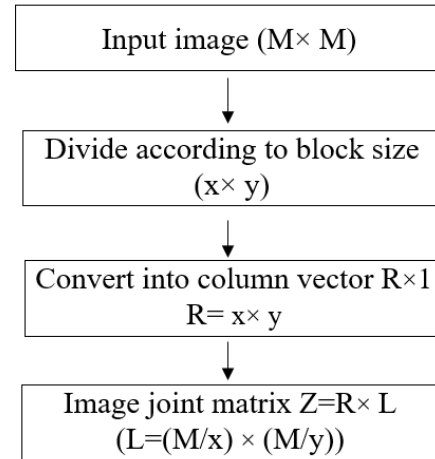 Input image (M× M)
Divide according to block size
(x× y)
Convert into column vector R×1
R= x× y
Image joint matrix Z=R× L
(L=(M/x) × (M/y))